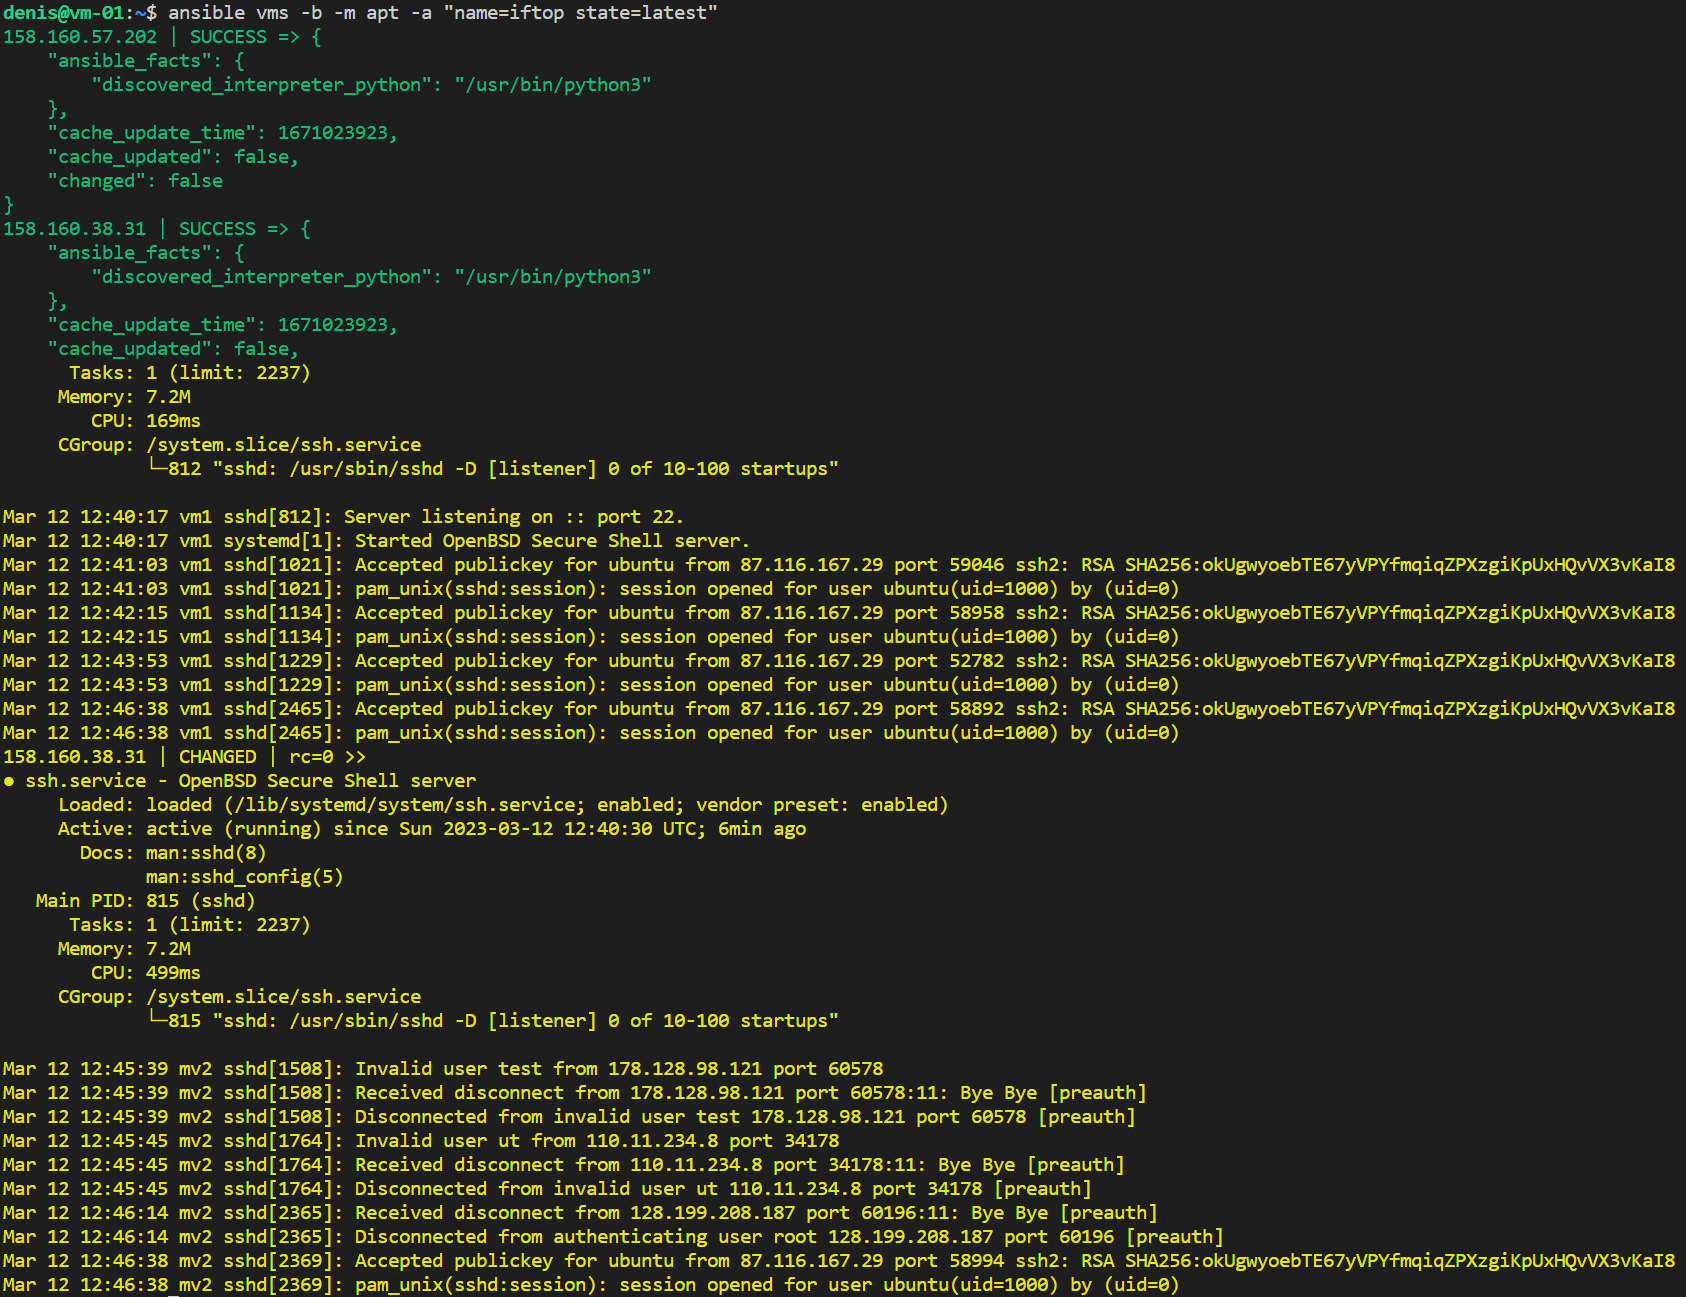 denis@vm-01:~$ ansible vms -b -m apt -a "name=iftop state=latest"
158.160.57.202 | SUCCESS => {
    "ansible_facts": {
        "discovered_interpreter_python": "/usr/bin/python3"
    },
    "cache_update_time": 1671023923,
    "cache_updated": false,
    "changed": false
}
158.160.38.31 | SUCCESS => {
    "ansible_facts": {
        "discovered_interpreter_python": "/usr/bin/python3"
    },
    "cache_update_time": 1671023923,
    "cache_updated": false,
      Tasks: 1 (limit: 2237)
     Memory: 7.2M
        CPU: 169ms
     CGroup: /system.slice/ssh.service
             └─812 "sshd: /usr/sbin/sshd -D [listener] 0 of 10-100 startups"

Mar 12 12:40:17 vm1 sshd[812]: Server listening on :: port 22.
Mar 12 12:40:17 vm1 systemd[1]: Started OpenBSD Secure Shell server.
Mar 12 12:41:03 vm1 sshd[1021]: Accepted publickey for ubuntu from 87.116.167.29 port 59046 ssh2: RSA SHA256:okUgwyoebTE67yVPYfmqiqZPXzgiKpUxHQvVX3vKaI8
Mar 12 12:41:03 vm1 sshd[1021]: pam_unix(sshd:session): session opened for user ubuntu(uid=1000) by (uid=0)
Mar 12 12:42:15 vm1 sshd[1134]: Accepted publickey for ubuntu from 87.116.167.29 port 58958 ssh2: RSA SHA256:okUgwyoebTE67yVPYfmqiqZPXzgiKpUxHQvVX3vKaI8
Mar 12 12:42:15 vm1 sshd[1134]: pam_unix(sshd:session): session opened for user ubuntu(uid=1000) by (uid=0)
Mar 12 12:43:53 vm1 sshd[1229]: Accepted publickey for ubuntu from 87.116.167.29 port 52782 ssh2: RSA SHA256:okUgwyoebTE67yVPYfmqiqZPXzgiKpUxHQvVX3vKaI8
Mar 12 12:43:53 vm1 sshd[1229]: pam_unix(sshd:session): session opened for user ubuntu(uid=1000) by (uid=0)
Mar 12 12:46:38 vm1 sshd[2465]: Accepted publickey for ubuntu from 87.116.167.29 port 58892 ssh2: RSA SHA256:okUgwyoebTE67yVPYfmqiqZPXzgiKpUxHQvVX3vKaI8
Mar 12 12:46:38 vm1 sshd[2465]: pam_unix(sshd:session): session opened for user ubuntu(uid=1000) by (uid=0)
158.160.38.31 | CHANGED | rc=0 >>
● ssh.service - OpenBSD Secure Shell server
     Loaded: loaded (/lib/systemd/system/ssh.service; enabled; vendor preset: enabled)
     Active: active (running) since Sun 2023-03-12 12:40:30 UTC; 6min ago
       Docs: man:sshd(8)
             man:sshd_config(5)
   Main PID: 815 (sshd)
      Tasks: 1 (limit: 2237)
     Memory: 7.2M
        CPU: 499ms
     CGroup: /system.slice/ssh.service
             └─815 "sshd: /usr/sbin/sshd -D [listener] 0 of 10-100 startups"

Mar 12 12:45:39 mv2 sshd[1508]: Invalid user test from 178.128.98.121 port 60578
Mar 12 12:45:39 mv2 sshd[1508]: Received disconnect from 178.128.98.121 port 60578:11: Bye Bye [preauth]
Mar 12 12:45:39 mv2 sshd[1508]: Disconnected from invalid user test 178.128.98.121 port 60578 [preauth]
Mar 12 12:45:45 mv2 sshd[1764]: Invalid user ut from 110.11.234.8 port 34178
Mar 12 12:45:45 mv2 sshd[1764]: Received disconnect from 110.11.234.8 port 34178:11: Bye Bye [preauth]
Mar 12 12:45:45 mv2 sshd[1764]: Disconnected from invalid user ut 110.11.234.8 port 34178 [preauth]
Mar 12 12:46:14 mv2 sshd[2365]: Received disconnect from 128.199.208.187 port 60196:11: Bye Bye [preauth]
Mar 12 12:46:14 mv2 sshd[2365]: Disconnected from authenticating user root 128.199.208.187 port 60196 [preauth]
Mar 12 12:46:38 mv2 sshd[2369]: Accepted publickey for ubuntu from 87.116.167.29 port 58994 ssh2: RSA SHA256:okUgwyoebTE67yVPYfmqiqZPXzgiKpUxHQvVX3vKaI8
Mar 12 12:46:38 mv2 sshd[2369]: pam_unix(sshd:session): session opened for user ubuntu(uid=1000) by (uid=0)